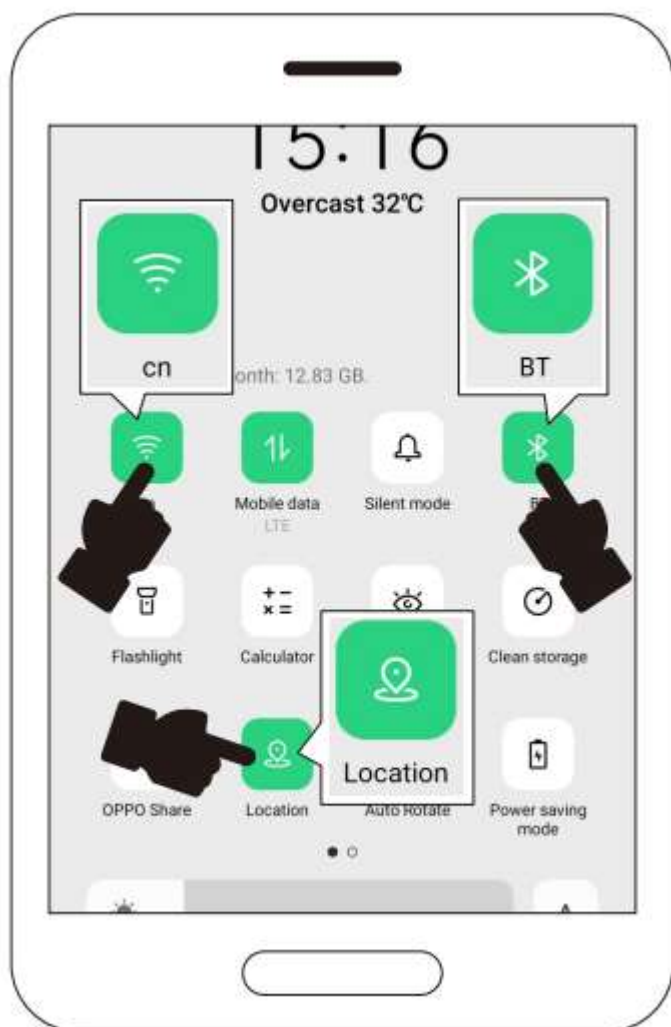 15:16
Overcast 32℃
cn
BT
onth: 12.83 GB.
Mobile data
LTE
Silent mode
Flashlight
Calculator
Clean storage
Location
OPPO Share
Location
Auto Rotate
Power saving
mode